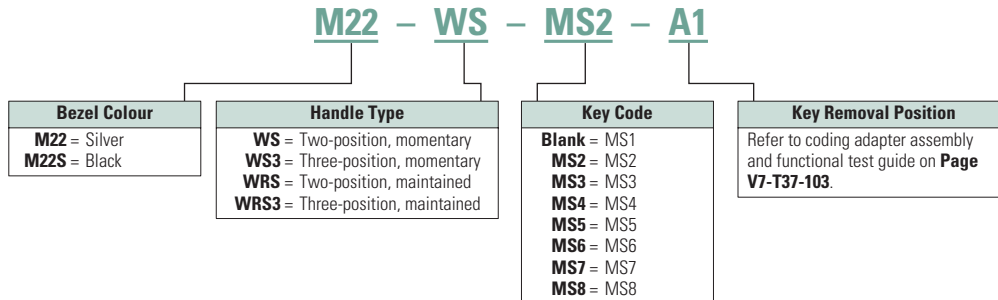 M22 – WS – MS2 – A1
Bezel Colour
M22 = Silver
M22S = Black
Handle Type
WS = Two-position, momentary
WS3 = Three-position, momentary
WRS = Two-position, maintained
WRS3 = Three-position, maintained
Key Code
Blank = MS1
MS2 = MS2
MS3 = MS3
MS4 = MS4
MS5 = MS5
MS6 = MS6
MS7 = MS7
MS8 = MS8
Key Removal Position
Refer to coding adapter assembly
and functional test guide on Page
V7-T37-103.